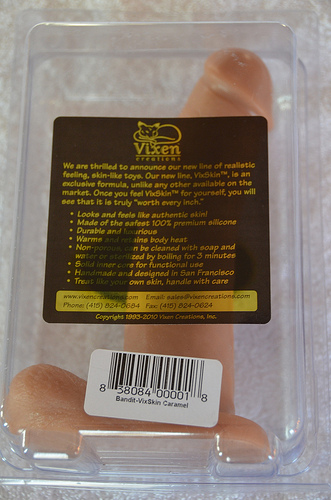 Vixen
creations
We are thrilled to announce our new line of realistic
feeling, skin-like toys. Our new line, VixSkin™, is an
exclusive formula, unlike any other available on the
market. Once you feel VixSkin™ for yourself, you will
see that it is truly "worth every inch."
• Looks and feels like authentic skin!
• Made of the safest 100% premium silicone
• Durable and luxurious
• Warms and retains body heat
• Non-porous, can be cleaned with soap and
water or sterilized by boiling for 3 minutes
• Solid inner core for functional use
• Handmade and designed in San Francisco
• Treat like your own skin, handle with care
www.vixencreations.com Email: sales@vixencreations.com
Phone: (415) 822-0684 Fax: (415) 822-0624
Copyright 1993-2010 Vixen Creations, Inc.
8 58084 00001 8
Bandit-VixSkin Caramel